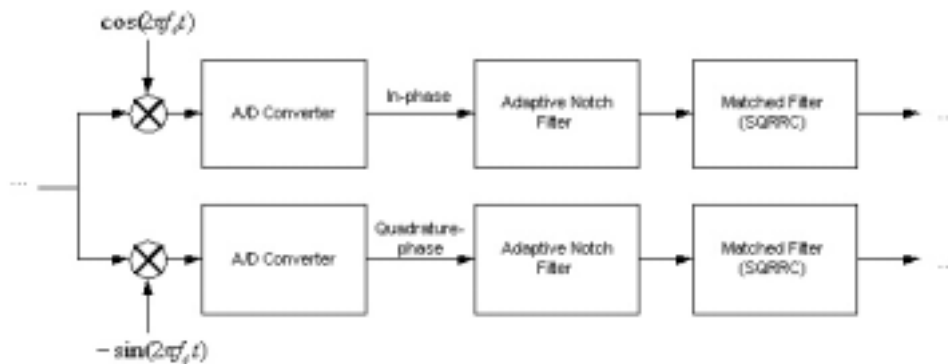 cos(2πf_c t)
A/D Converter
In-phase
Adaptive Notch
Filter
Matched Filter
(SQRRC)
...
...
A/D Converter
Quadrature-
phase
Adaptive Notch
Filter
Matched Filter
(SQRRC)
...
−sin(2πf_c t)